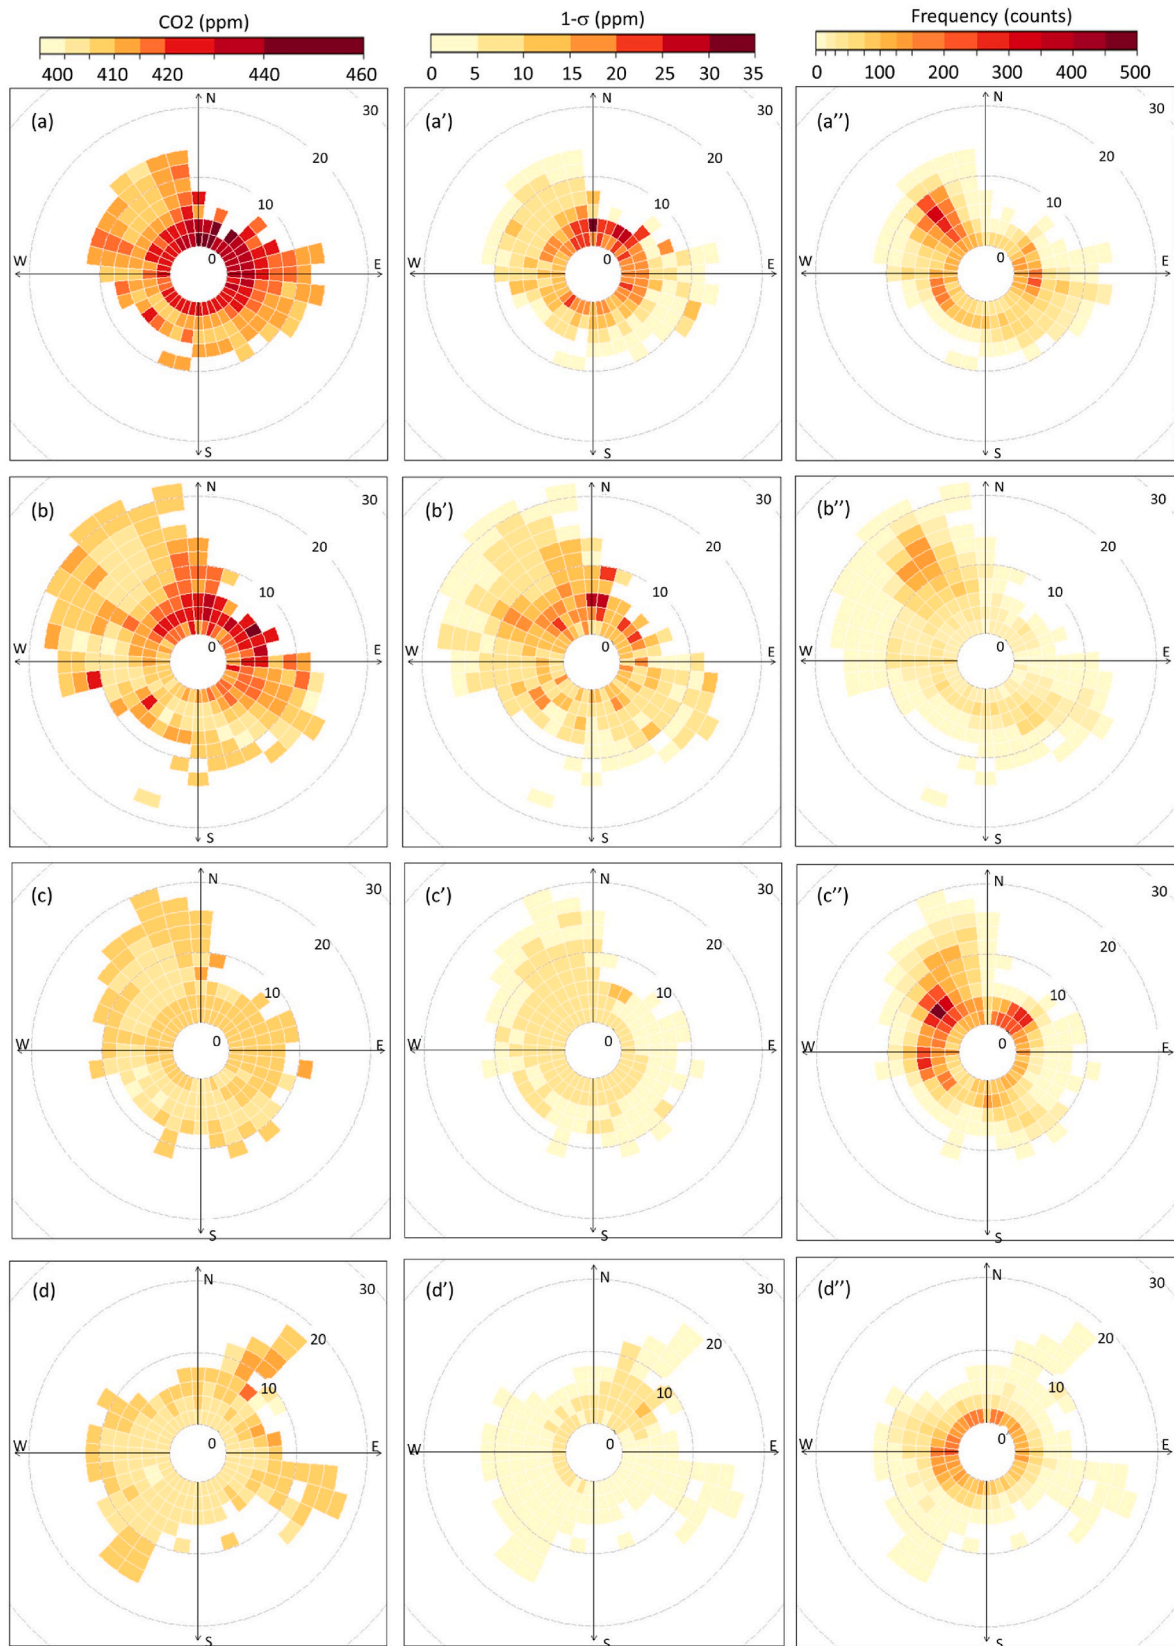 CO2 (ppm) 1-σ (ppm) Frequency (counts)
400 410 420 440 460 0 5 10 15 20 25 30 35 0 100 200 300 400 500
(a) N 30 20 10 0 W E S
(a′) N 30 20 10 0 W E S
(a′′) N 30 20 10 0 W E S
(b) N 30 20 10 0 W E S
(b′) N 30 20 10 0 W E S
(b′′) N 30 20 10 0 W E S
(c) N 30 20 10 0 W E S
(c′) N 30 20 10 0 W E S
(c′′) N 30 20 10 0 W E S
(d) N 30 20 10 0 W E S
(d′) N 30 20 10 0 W E S
(d′′) N 30 20 10 0 W E S